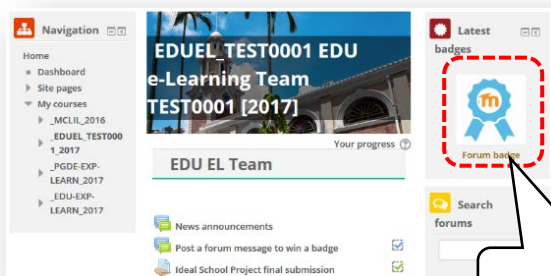 Navigation
Home
Dashboard
Site pages
My courses
_MCLIL_2016
_EDUEL_TEST000
1_2017
_PGDE-EXP-
LEARN_2017
_EDU-EXP-
LEARN_2017
EDUEL_TEST0001 EDU
e-Learning Team
TEST0001 [2017]
Your progress
EDU EL Team
News announcements
Post a forum message to win a badge
Ideal School Project final submission
Latest
badges
m
Forum badge
Search
forums